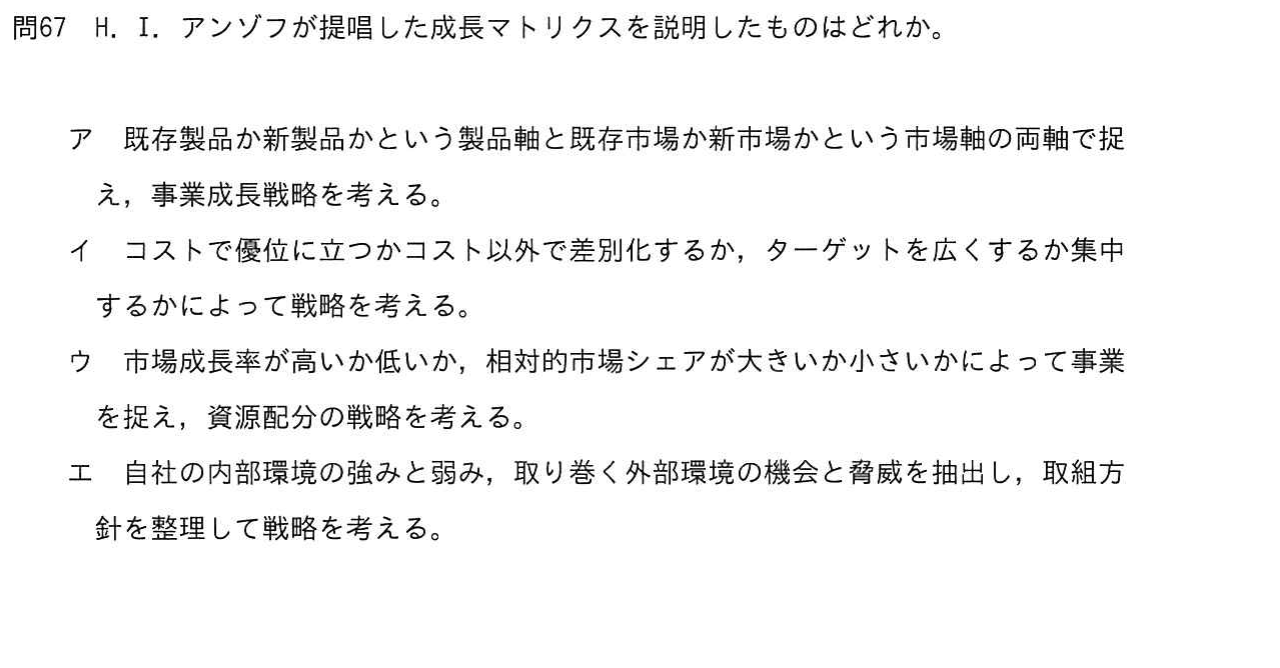 問67 H．I．アンゾフが提唱した成長マトリクスを説明したものはどれか。
ア 既存製品か新製品かという製品軸と既存市場か新市場かという市場軸の両軸で捉
え，事業成長戦略を考える。
イ コストで優位に立つかコスト以外で差別化するか，ターゲットを広くするか集中
するかによって戦略を考える。
ウ 市場成長率が高いか低いか，相対的市場シェアが大きいか小さいかによって事業
を捉え，資源配分の戦略を考える。
エ 自社の内部環境の強みと弱み，取り巻く外部環境の機会と脅威を抽出し，取組方
針を整理して戦略を考える。